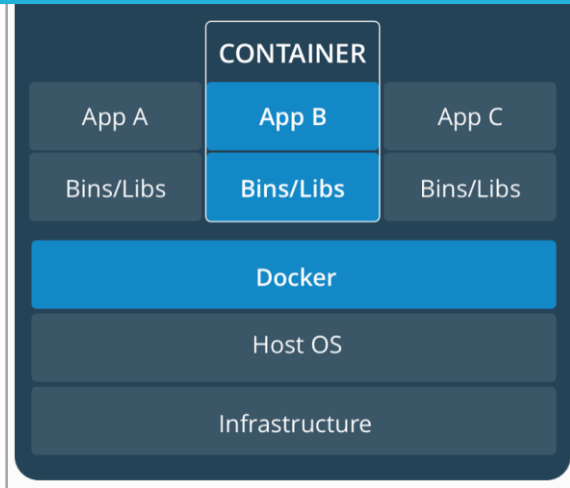 CONTAINER
App A App B App C
Bins/Libs Bins/Libs Bins/Libs
Docker
Host OS
Infrastructure